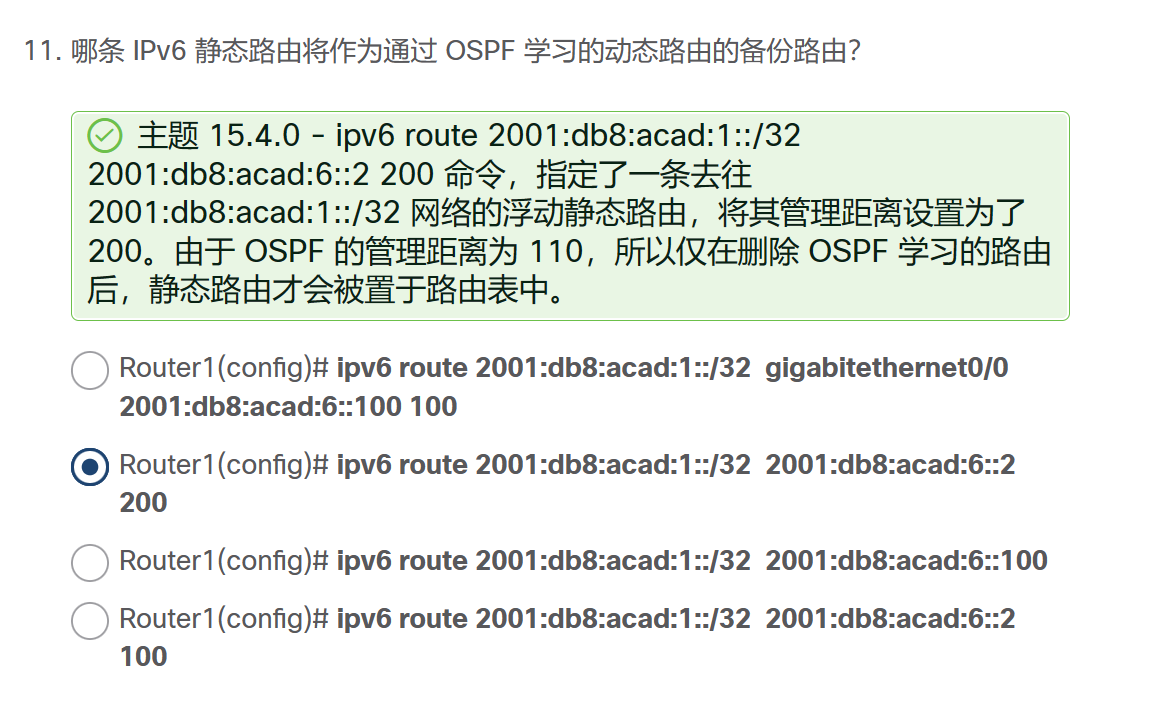 11. 哪条 IPv6 静态路由将作为通过 OSPF 学习的动态路由的备份路由？
主题 15.4.0 - ipv6 route 2001:db8:acad:1::/32
2001:db8:acad:6::2 200 命令，指定了一条去往
2001:db8:acad:1::/32 网络的浮动静态路由，将其管理距离设置为了
200。由于 OSPF 的管理距离为 110，所以仅在删除 OSPF 学习的路由
后，静态路由才会被置于路由表中。
Router1(config)# ipv6 route 2001:db8:acad:1::/32  gigabitethernet0/0
2001:db8:acad:6::100 100
Router1(config)# ipv6 route 2001:db8:acad:1::/32  2001:db8:acad:6::2
200
Router1(config)# ipv6 route 2001:db8:acad:1::/32  2001:db8:acad:6::100
Router1(config)# ipv6 route 2001:db8:acad:1::/32  2001:db8:acad:6::2
100